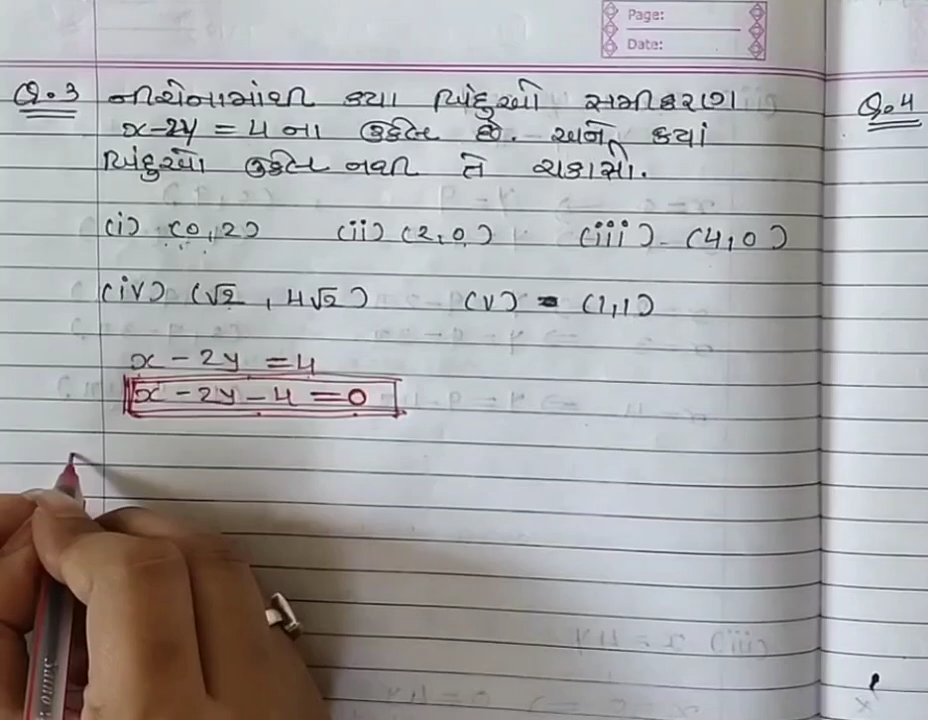 Page:
Date:
Q.3 નીચેનામાંથી કયા બિંદુઓ સમીકરણ
x-2y = 4 ના ઉકેલ છે. અને કયાં
બિંદુઓ ઉકેલ નથી તે ચકાસો.
(i) (0,2) (ii) (2,0) (iii) (4,0)
(iv) (√2, 4√2) (v) (1,1)
x - 2y = 4
x - 2y - 4 = 0
Q.4